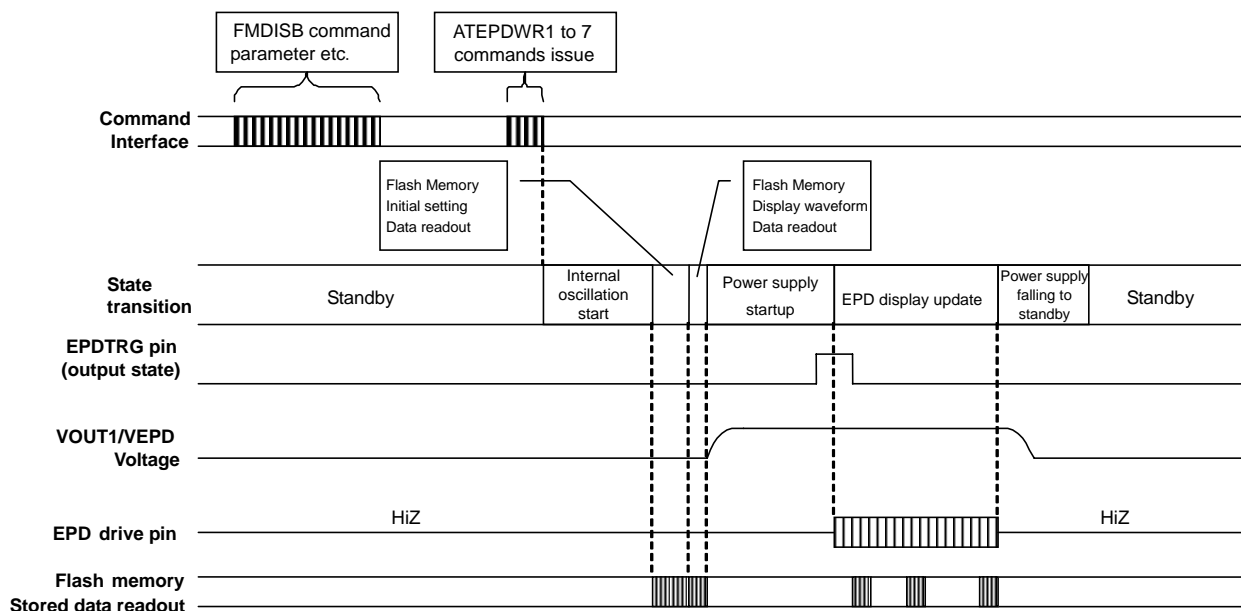 FMDISB command
parameter etc.
ATEPDWR1 to 7
commands issue
Command
Interface
Flash Memory
Initial setting
Data readout
Flash Memory
Display waveform
Data readout
State
transition
Standby
Internal
oscillation
start
Power supply
startup
EPD display update
Power supply
falling to
standby
Standby
EPDTRG pin
(output state)
VOUT1/VEPD
Voltage
EPD drive pin
HiZ
HiZ
Flash memory
Stored data readout